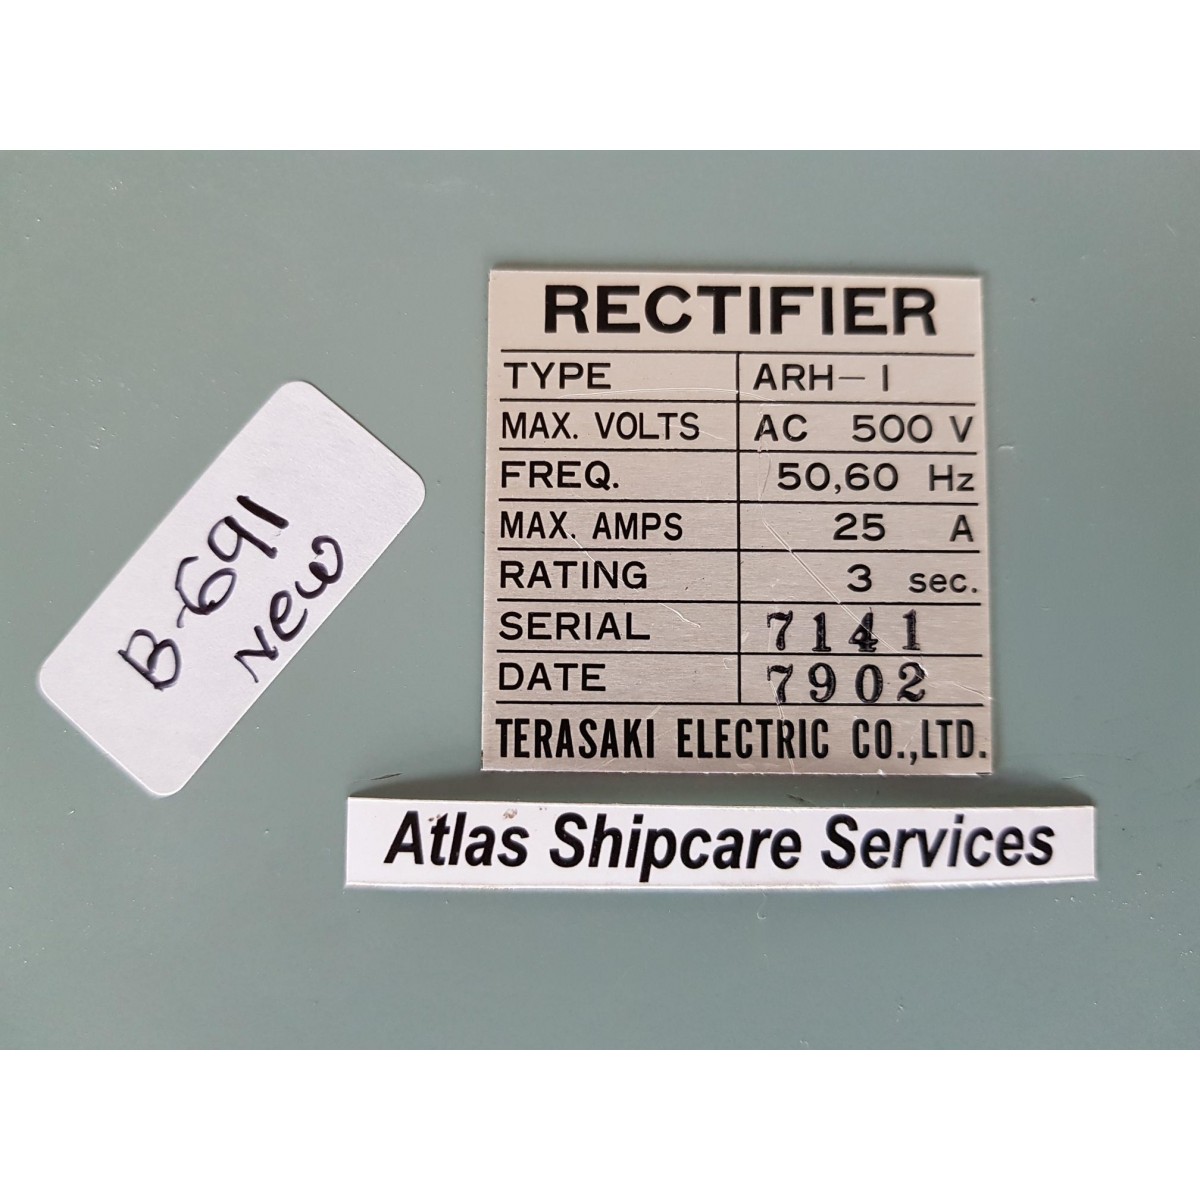 RECTIFIER
TYPE ARH-1
MAX. VOLTS AC 500 V
FREQ. 50,60 Hz
MAX. AMPS 25 A
RATING 3 sec.
SERIAL 7141
DATE 7902
TERASAKI ELECTRIC CO.,LTD.
B-691
New
Atlas Shipcare Services